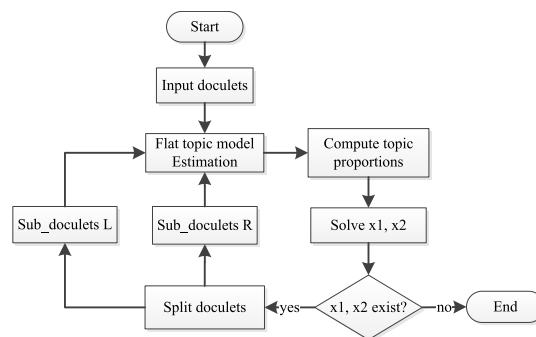 Start
Input doculets
Flat topic model
Estimation
Compute topic
proportions
Sub_doculets L
Sub_doculets R
Solve x1, x2
Split doculets
yes
x1, x2 exist?
no
End